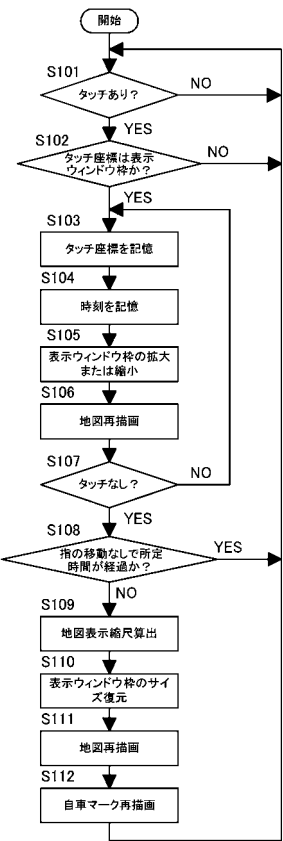 開始
S101
タッチあり?
NO
YES
S102
タッチ座標は表示
ウィンドウ枠か?
NO
YES
S103
タッチ座標を記憶
S104
時刻を記憶
S105
表示ウィンドウ枠の拡大
または縮小
S106
地図再描画
S107
タッチなし?
NO
YES
S108
指の移動なしで所定
時間が経過か?
YES
NO
S109
地図表示縮尺算出
S110
表示ウィンドウ枠のサイ
ズ復元
S111
地図再描画
S112
自車マーク再描画